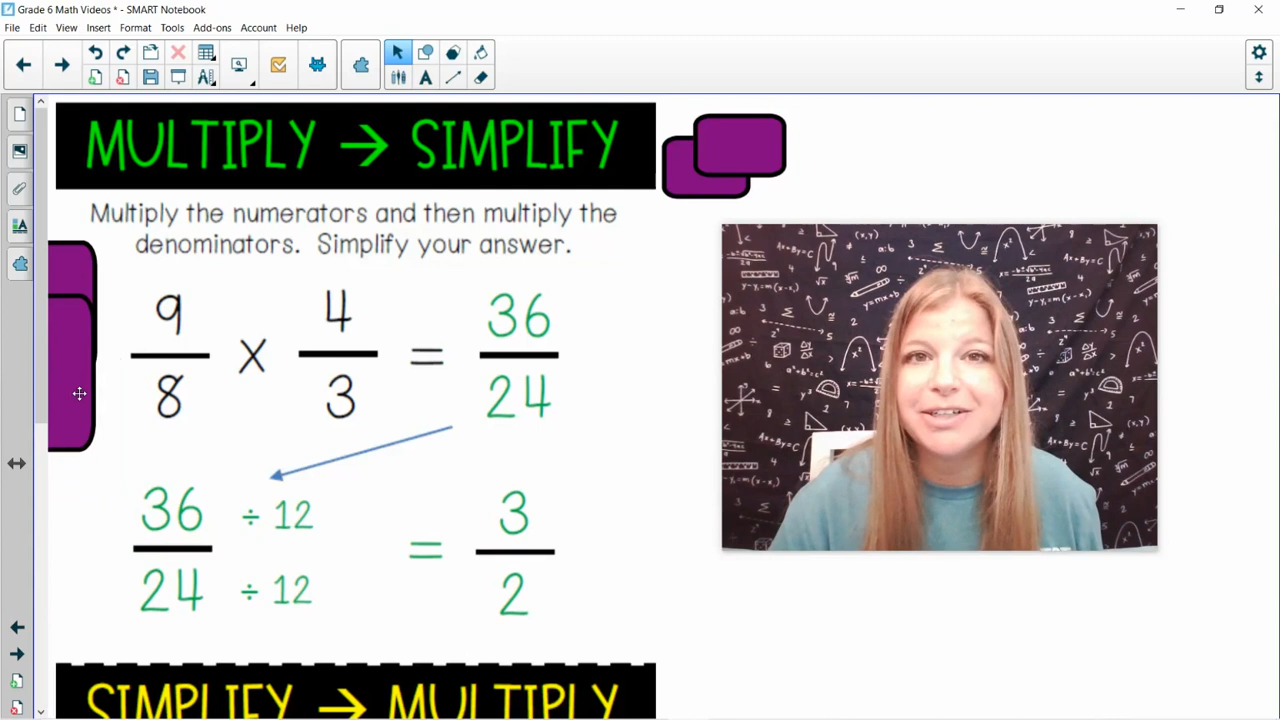 Grade 6 Math Videos * - SMART Notebook
File Edit View Insert Format Tools Add-ons Account Help
MULTIPLY → SIMPLIFY
Multiply the numerators and then multiply the
denominators. Simplify your answer.
9 4 36
X =
8 3 24
36 ÷ 12 3
=
24 ÷ 12 2
SIMPLIFY → MULTIPLY